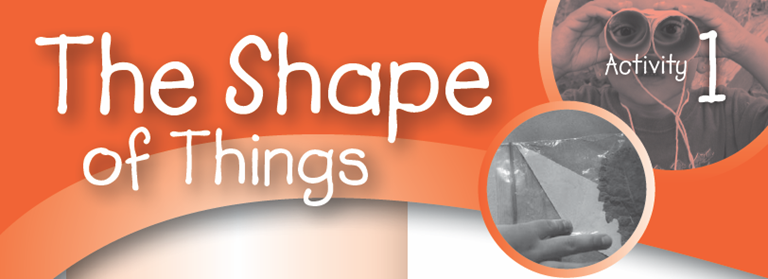 The Shape
of Things
Activity 1